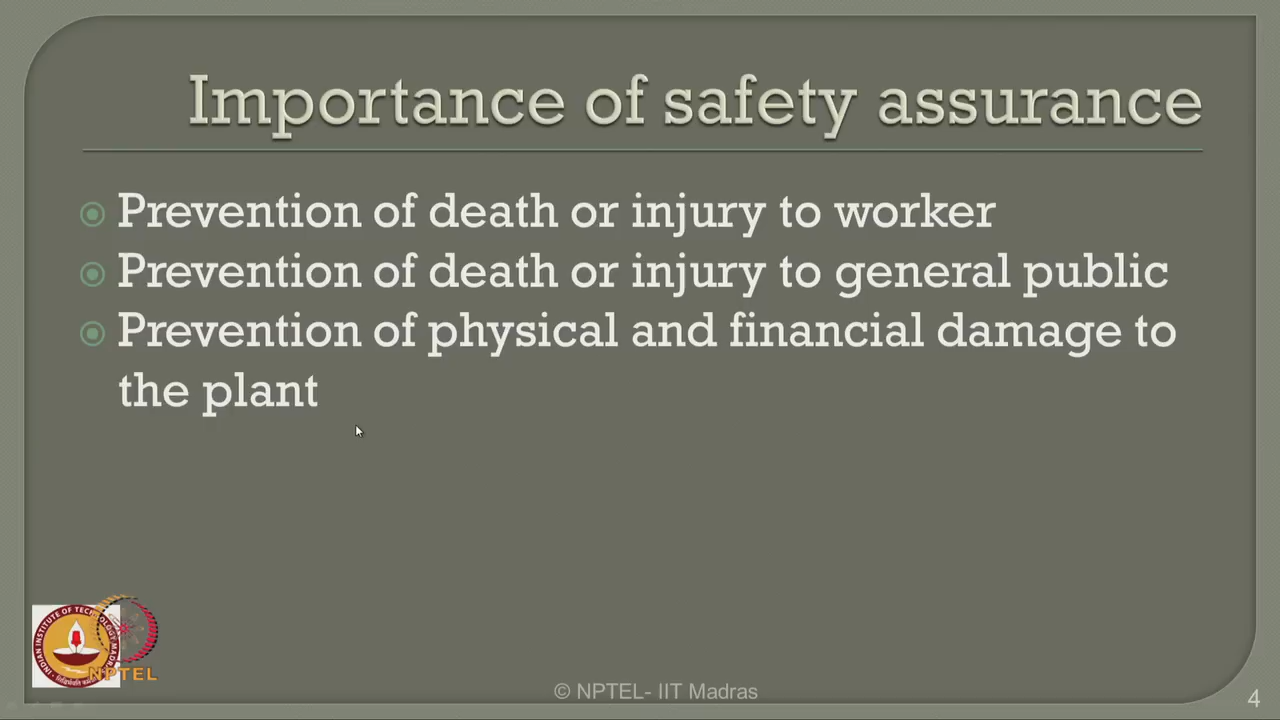 Importance of safety assurance
Prevention of death or injury to worker
Prevention of death or injury to general public
Prevention of physical and financial damage to
the plant
NPTEL
© NPTEL- IIT Madras
4